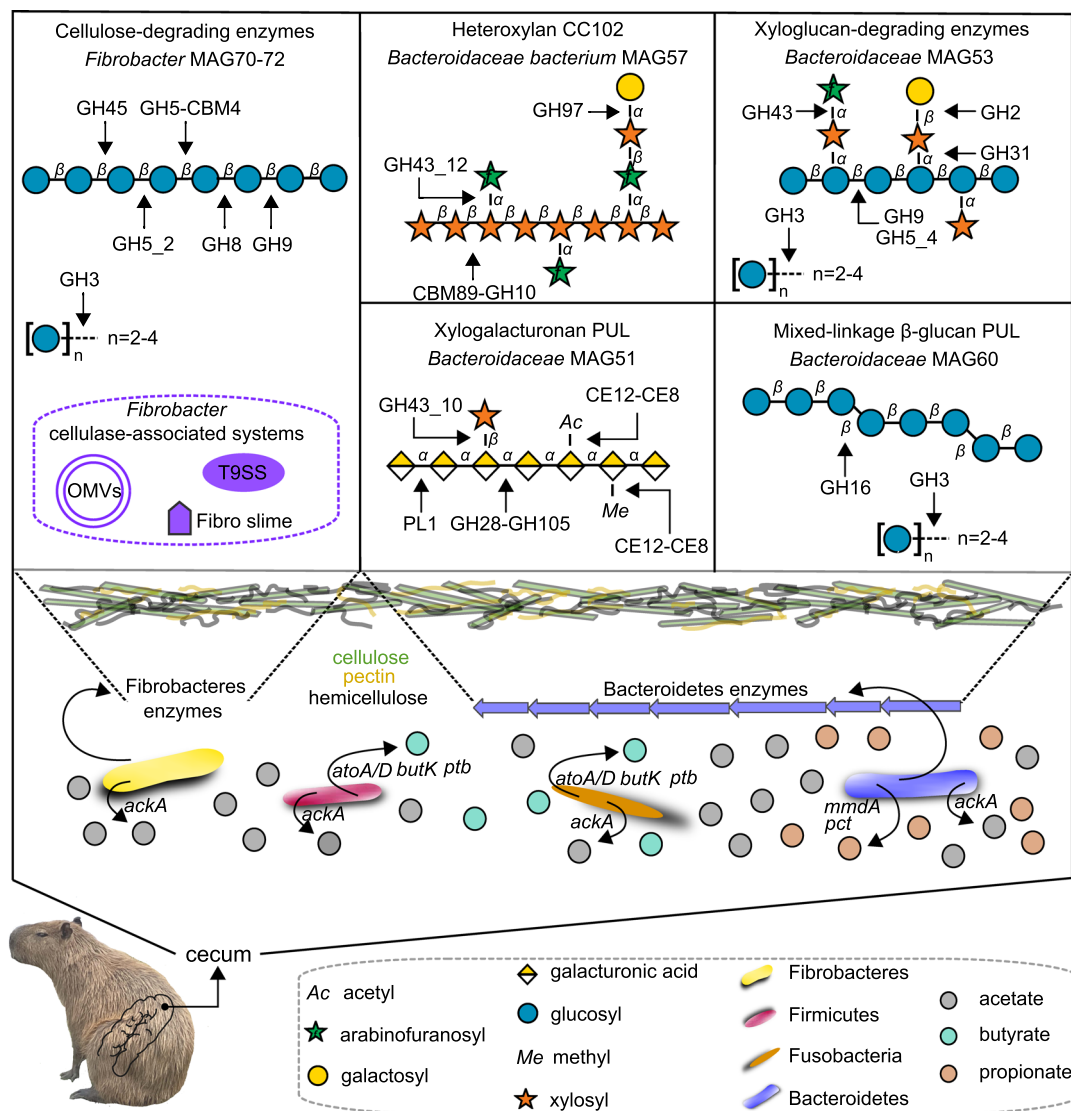 Cellulose-degrading enzymes
Fibrobacter MAG70-72
GH45 GH5-CBM4
β β β β β β β
GH5_2 GH8 GH9
GH3
[ ]n n=2-4
Fibrobacter
cellulase-associated systems
OMVs
T9SS
Fibro slime
Heteroxylan CC102
Bacteroidaceae bacterium MAG57
GH97
α
β
GH43_12
α α
β β β β β β β
α
CBM89-GH10
Xyloglucan-degrading enzymes
Bacteroidaceae MAG53
GH43
α
β
GH2
α
α
GH31
β β β β β
α
GH3
GH9
GH5_4
[ ]n n=2-4
Xylogalacturonan PUL
Bacteroidaceae MAG51
GH43_10
CE12-CE8
Ac
β
α α α α α α
PL1
GH28-GH105
Me
CE12-CE8
Mixed-linkage β-glucan PUL
Bacteroidaceae MAG60
β β
β
β β
β
GH16
GH3
[ ]n n=2-4
cellulose
pectin
hemicellulose
Fibrobacteres
enzymes
Bacteroidetes enzymes
ackA
atoA/D butK ptb
ackA
atoA/D butK ptb
ackA
mmdA
pct
ackA
cecum
Ac acetyl
arabinofuranosyl
galactosyl
galacturonic acid
glucosyl
Me methyl
xylosyl
Fibrobacteres
Firmicutes
Fusobacteria
Bacteroidetes
acetate
butyrate
propionate